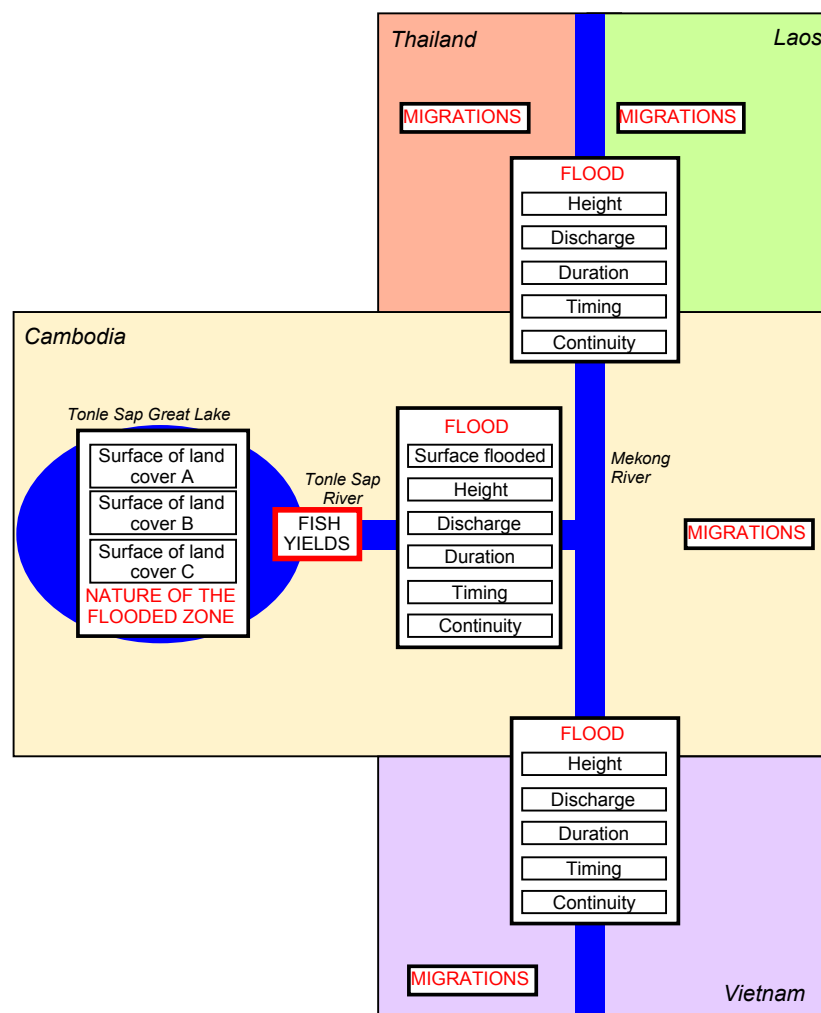 Thailand
Laos
MIGRATIONS
MIGRATIONS
FLOOD
Height
Discharge
Duration
Timing
Continuity
Cambodia
Tonle Sap Great Lake
Surface of land
cover A
Surface of land
cover B
Surface of land
cover C
NATURE OF THE
FLOODED ZONE
Tonle Sap
River
FISH
YIELDS
FLOOD
Surface flooded
Height
Discharge
Duration
Timing
Continuity
Mekong
River
MIGRATIONS
FLOOD
Height
Discharge
Duration
Timing
Continuity
MIGRATIONS
Vietnam